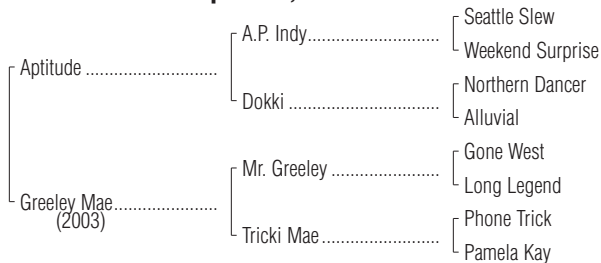 Seattle Slew
A.P. Indy
Weekend Surprise
Aptitude
Northern Dancer
Dokki
Alluvial
Gone West
Mr. Greeley
Long Legend
Greeley Mae
(2003)
Phone Trick
Tricki Mae
Pamela Kay